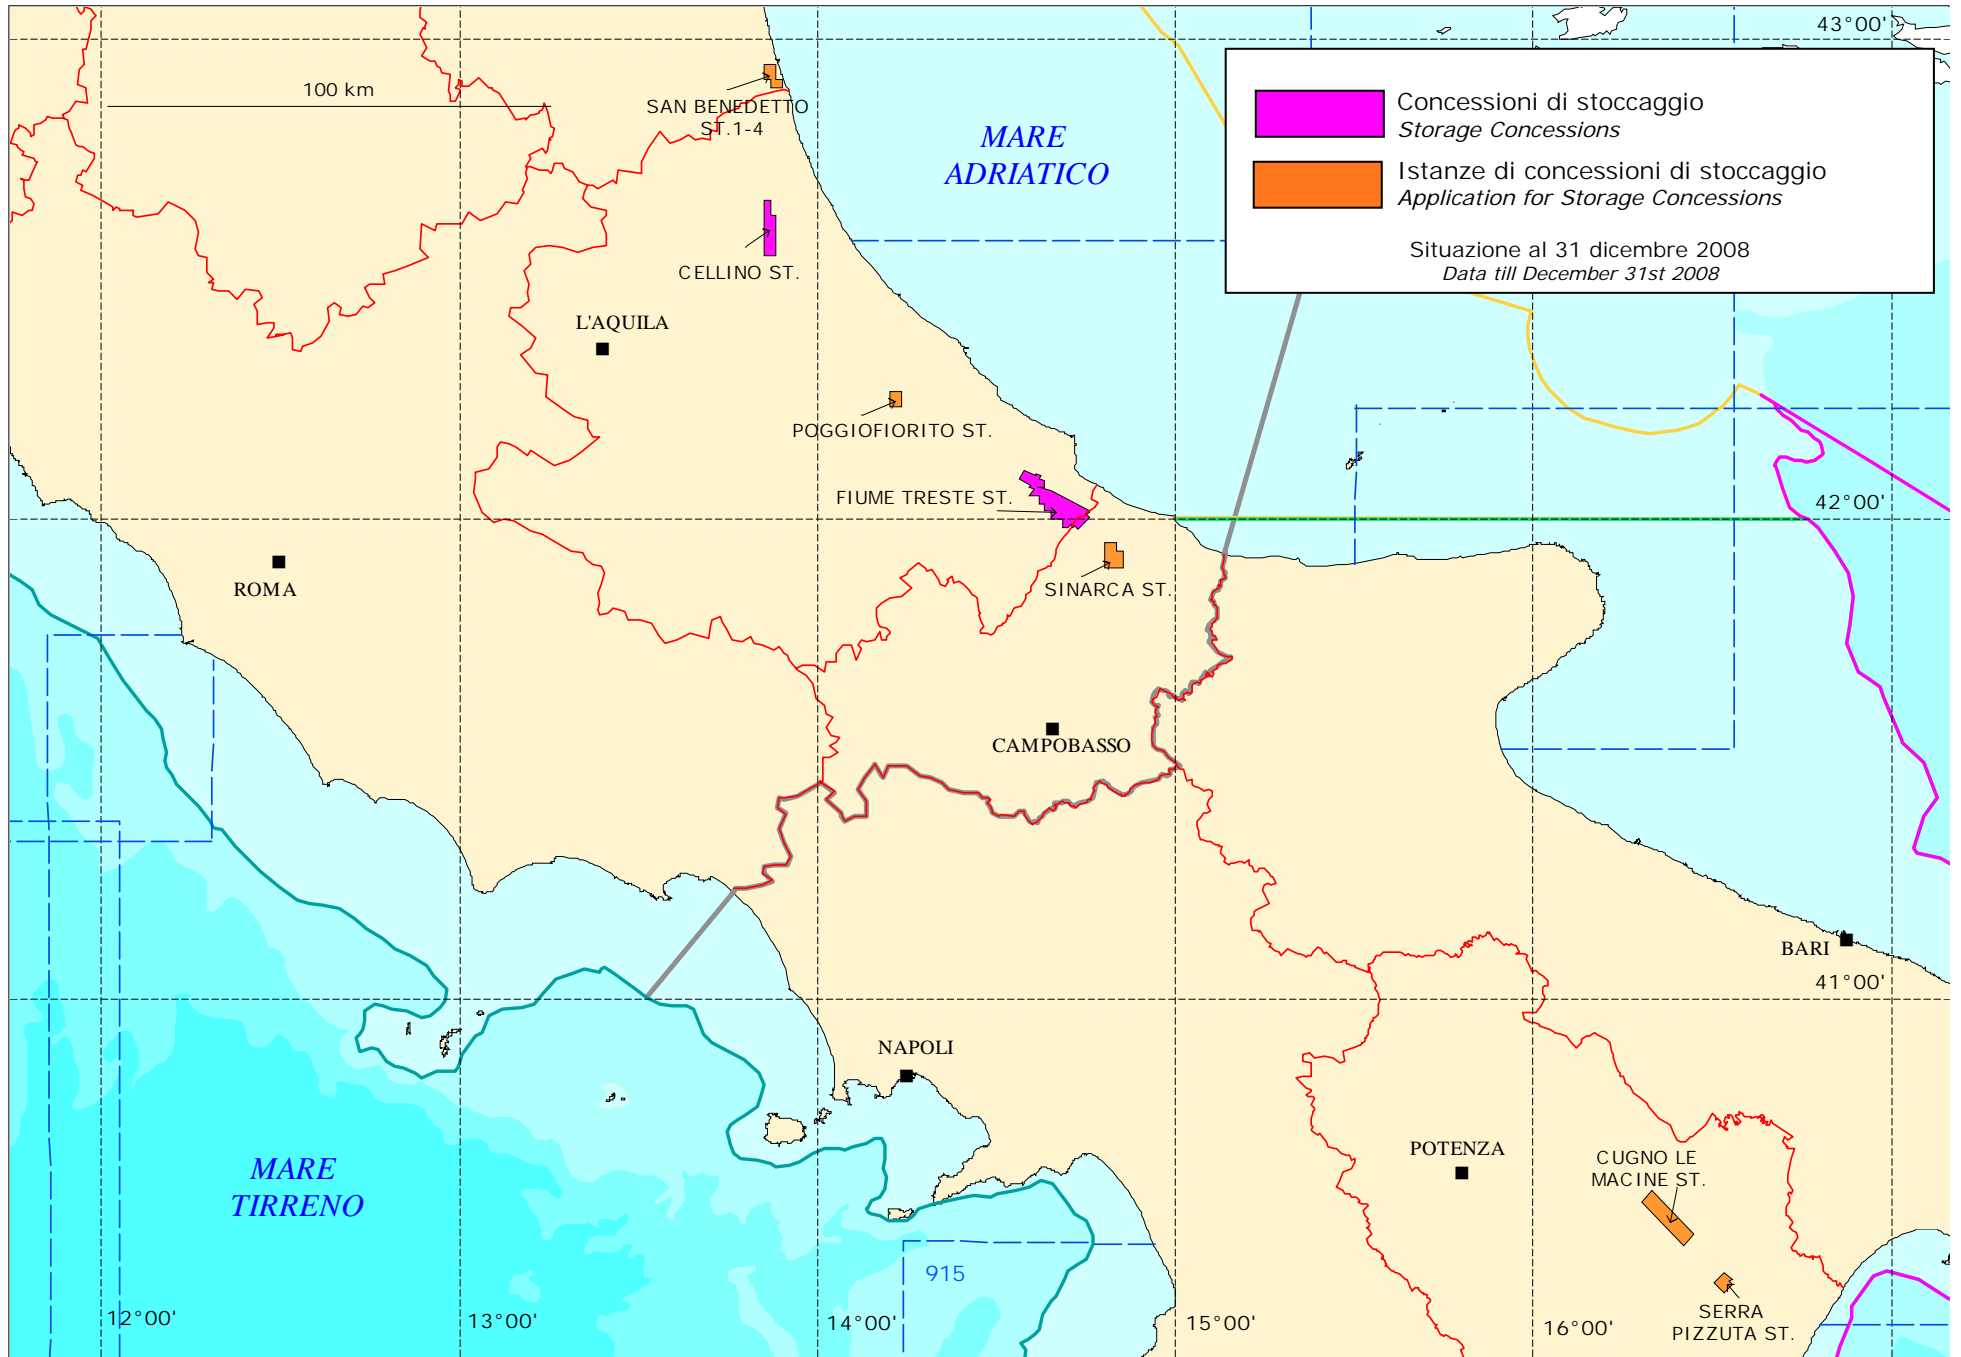 43°00'
100 km
SAN BENEDETTO
ST.1-4
MARE
ADRIATICO
Concessioni di stoccaggio
Storage Concessions
Istanze di concessioni di stoccaggio
Application for Storage Concessions
Situazione al 31 dicembre 2008
Data till December 31st 2008
CELLINO ST.
L'AQUILA
POGGIOFIORITO ST.
FIUME TRESTE ST.
42°00'
ROMA
SINARCA ST.
CAMPOBASSO
BARI
41°00'
NAPOLI
POTENZA
CUGNO LE
MACINE ST.
MARE
TIRRENO
915
SERRA
PIZZUTA ST.
12°00'
13°00'
14°00'
15°00'
16°00'